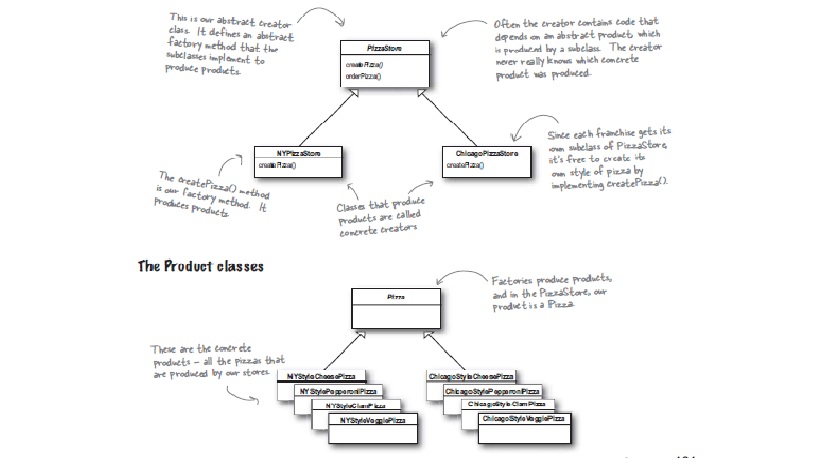 This is our abstract creator
class. It defines an abstract
factory method that the
subclasses implement to
produce products.
PizzaStore
createPizza()
orderPizza()
Often the creator contains code that
depends on an abstract product, which
is produced by a subclass. The creator
never really knows which concrete
product was produced.
NYPizzaStore
createPizza()
ChicagoPizzaStore
createPizza()
Since each franchise gets its
own subclass of PizzaStore,
it's free to create its
own style of pizza by
implementing createPizza().
The createPizza() method
is our factory method. It
produces products.
Classes that produce
products are called
concrete creators
The Product classes
Pizza
Factories produce products,
and in the PizzaStore, our
product is a Pizza.
These are the concrete
products - all the pizzas that
are produced by our stores.
NYStyleCheesePizza
NYStylePepperoniPizza
NYStyleClamPizza
NYStyleVeggiePizza
ChicagoStyleCheesePizza
ChicagoStylePepperoniPizza
ChicagoStyleClamPizza
ChicagoStyleVeggiePizza